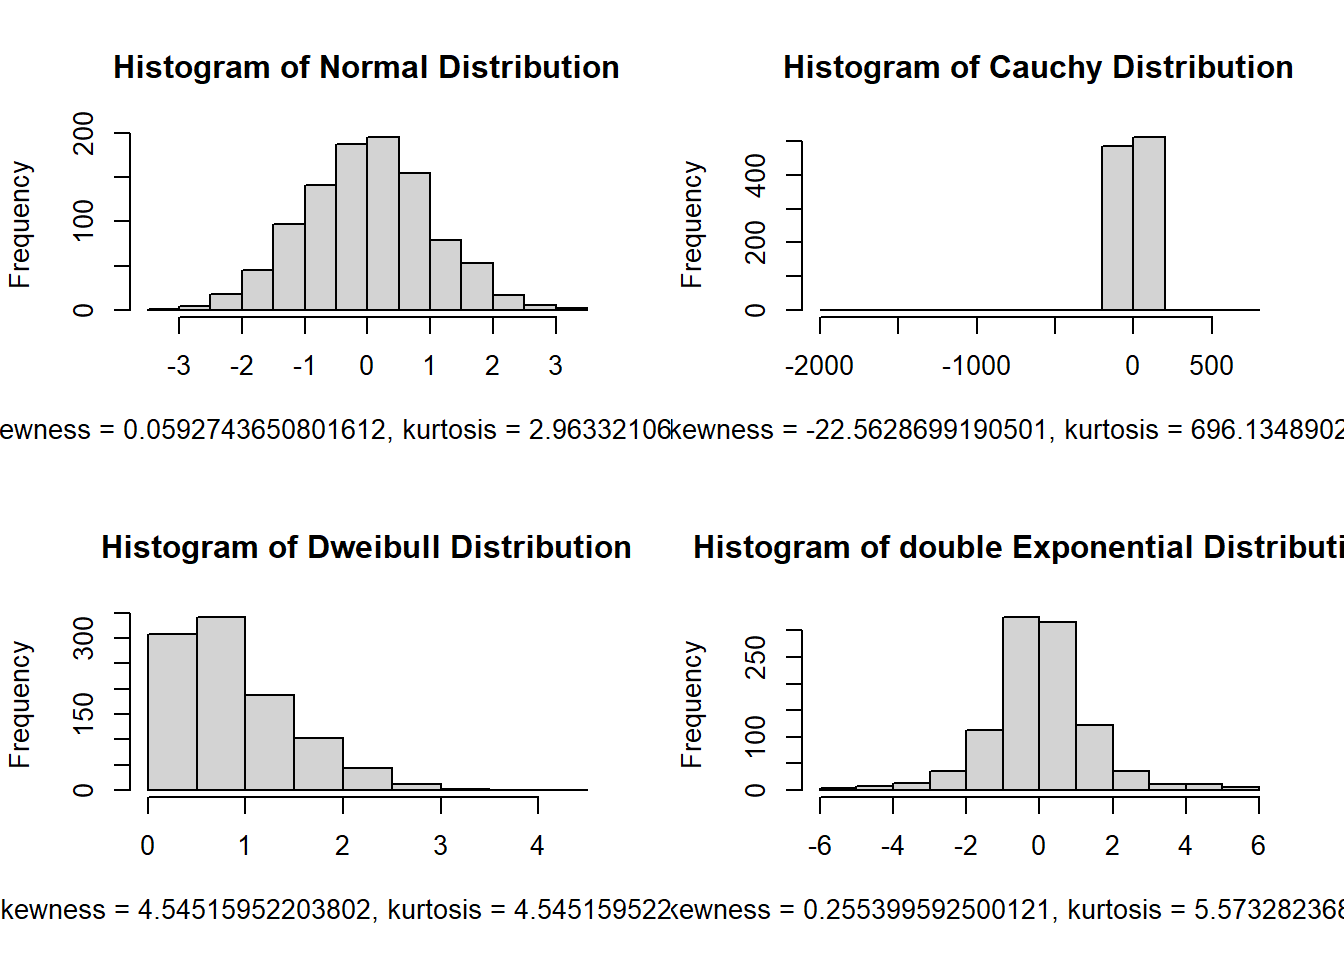 Histogram of Normal Distribution
Frequency
0 100 200
-3 -2 -1 0 1 2 3
ewness = 0.0592743650801612, kurtosis = 2.96332106
Histogram of Cauchy Distribution
Frequency
0 200 400
-2000 -1000 0 500
kewness = -22.5628699190501, kurtosis = 696.1348902
Histogram of Dweibull Distribution
Frequency
0 150 300
0 1 2 3 4
kewness = 4.54515952203802, kurtosis = 4.545159522
Histogram of double Exponential Distributi
Frequency
0 100 250
-6 -4 -2 0 2 4 6
kewness = 0.255399592500121, kurtosis = 5.573282368